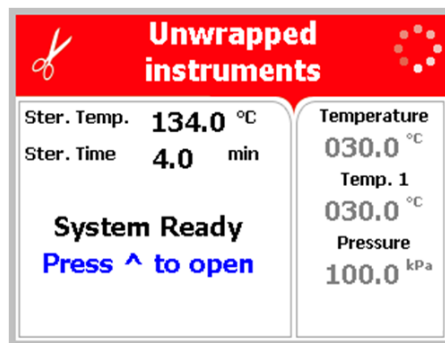 Unwrapped
instruments
Ster. Temp. 134.0 °C
Ster. Time 4.0 min
System Ready
Press ^ to open
Temperature
030.0 °C
Temp. 1
030.0 °C
Pressure
100.0 kPa